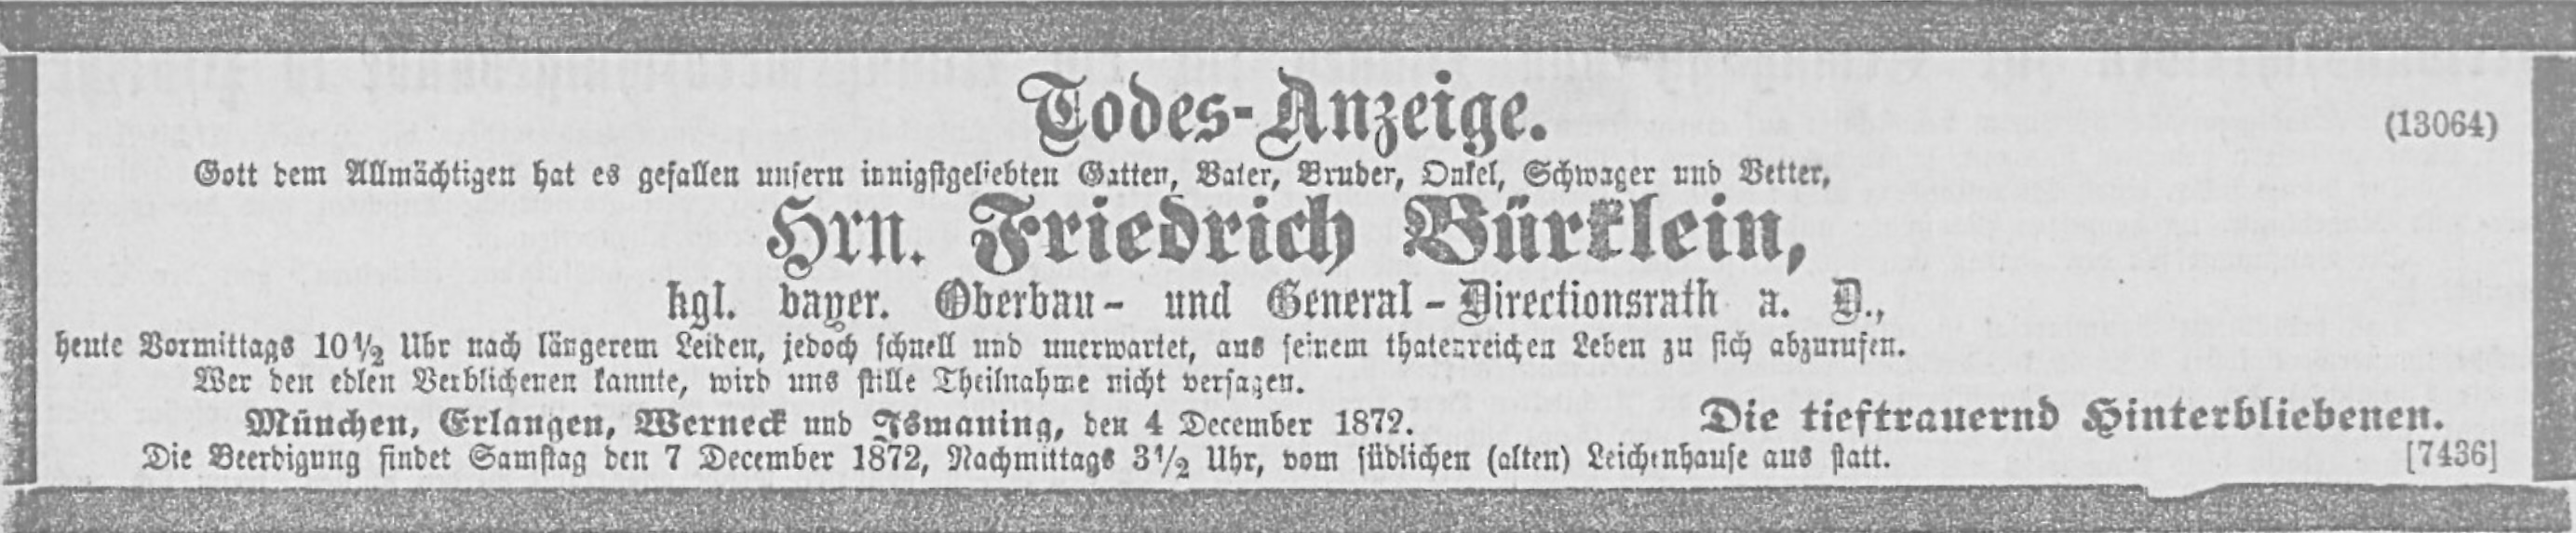 Todes-Anzeige.
(13064)
Gott dem Allmächtigen hat es gefallen unsern innigstgeliebten Gatten, Vater, Bruder, Onkel, Schwager und Vetter,
Hrn. Friedrich Bürklein,
kgl. bayer. Oberbau- und General-Directionsrath a. D.,
heute Vormittags 10½ Uhr nach längerem Leiden, jedoch schnell und unerwartet, aus seinem thatenreichen Leben zu sich abzurufen.
Wer den edlen Verblichenen kannte, wird uns stille Theilnahme nicht versagen.
München, Erlangen, Werneck und Ismaning, den 4 December 1872. Die tieftrauernd Hinterbliebenen.
Die Beerdigung findet Samstag den 7 December 1872, Nachmittags 3½ Uhr, vom südlichen (alten) Leichenhause aus statt. [7436]